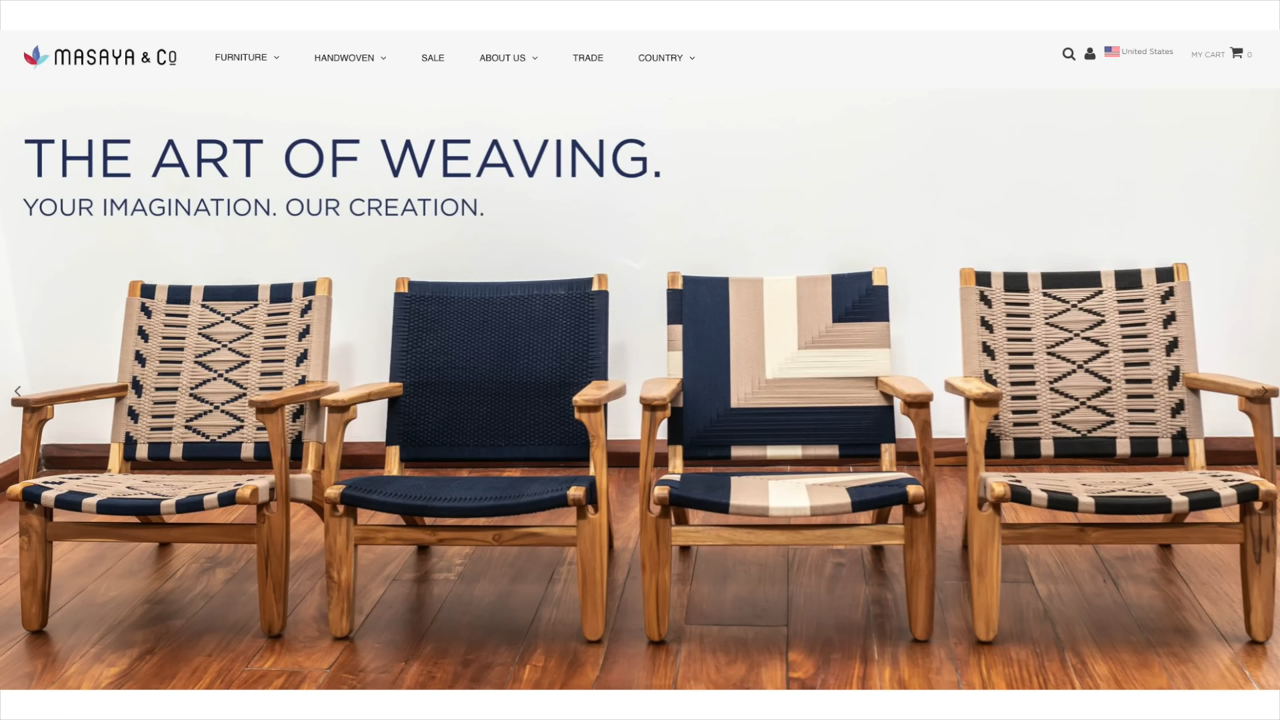 MASAYA & CO
FURNITURE
HANDWOVEN
SALE
ABOUT US
TRADE
COUNTRY
United States
MY CART
0
THE ART OF WEAVING.
YOUR IMAGINATION. OUR CREATION.